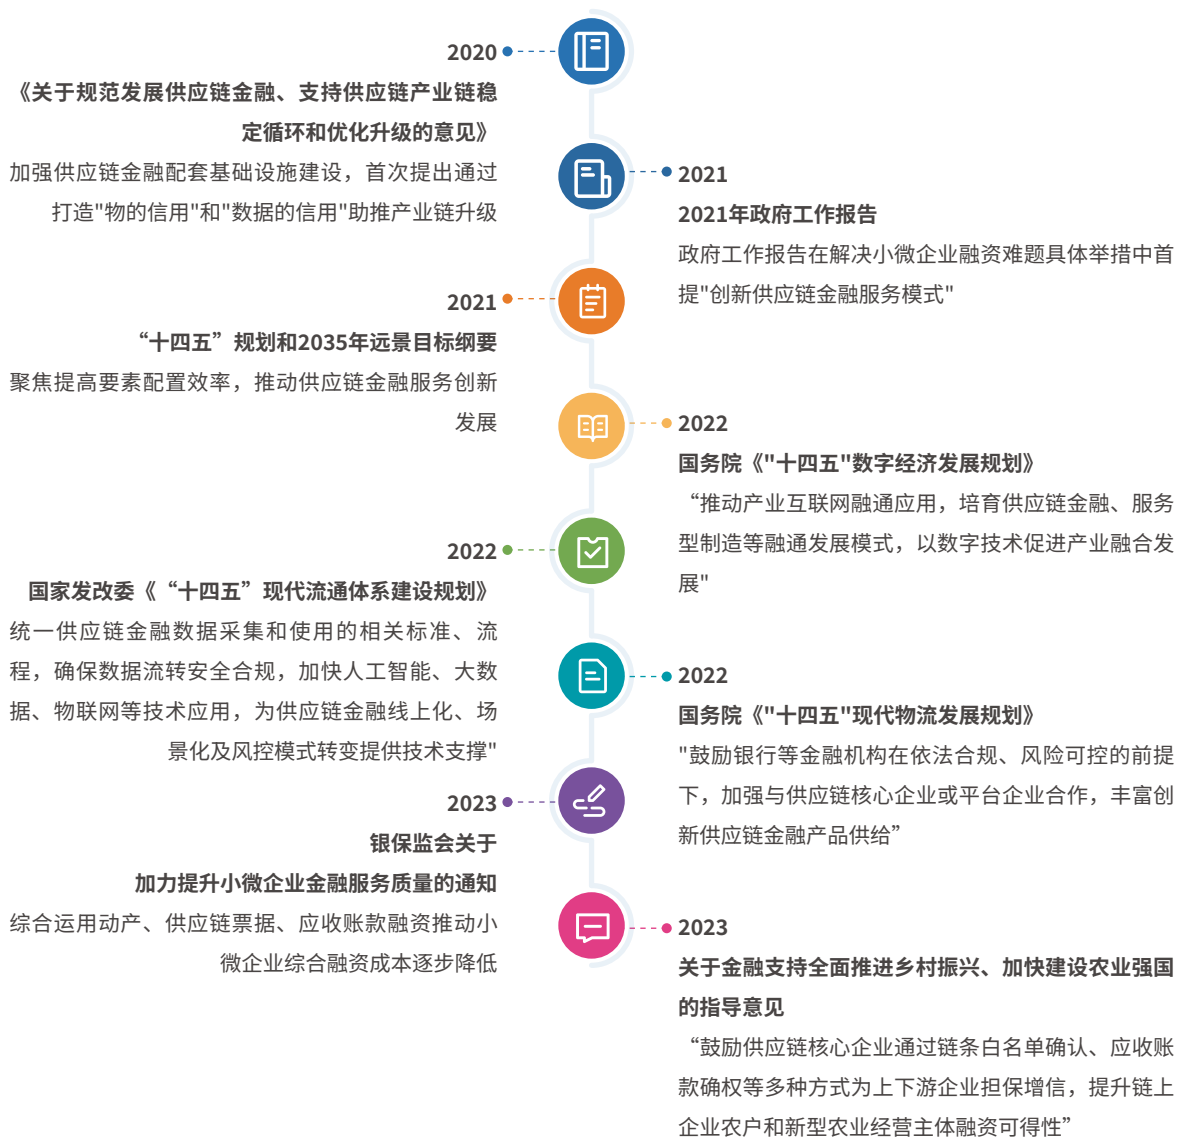 2020
《关于规范发展供应链金融、支持供应链产业链稳
定循环和优化升级的意见》
加强供应链金融配套基础设施建设，首次提出通过
打造"物的信用"和"数据的信用"助推产业链升级
2021
2021年政府工作报告
政府工作报告在解决小微企业融资难题具体举措中首
提"创新供应链金融服务模式"
2021
“十四五”规划和2035年远景目标纲要
聚焦提高要素配置效率，推动供应链金融服务创新
发展
2022
国务院《"十四五"数字经济发展规划》
“推动产业互联网融通应用，培育供应链金融、服务
型制造等融通发展模式，以数字技术促进产业融合发
展"
2022
国家发改委《“十四五”现代流通体系建设规划》
统一供应链金融数据采集和使用的相关标准、流
程，确保数据流转安全合规，加快人工智能、大数
据、物联网等技术应用，为供应链金融线上化、场
景化及风控模式转变提供技术支撑"
2022
国务院《"十四五"现代物流发展规划》
"鼓励银行等金融机构在依法合规、风险可控的前提
下，加强与供应链核心企业或平台企业合作，丰富创
新供应链金融产品供给”
2023
银保监会关于
加力提升小微企业金融服务质量的通知
综合运用动产、供应链票据、应收账款融资推动小
微企业综合融资成本逐步降低
2023
关于金融支持全面推进乡村振兴、加快建设农业强国
的指导意见
“鼓励供应链核心企业通过链条白名单确认、应收账
款确权等多种方式为上下游企业担保增信，提升链上
企业农户和新型农业经营主体融资可得性”